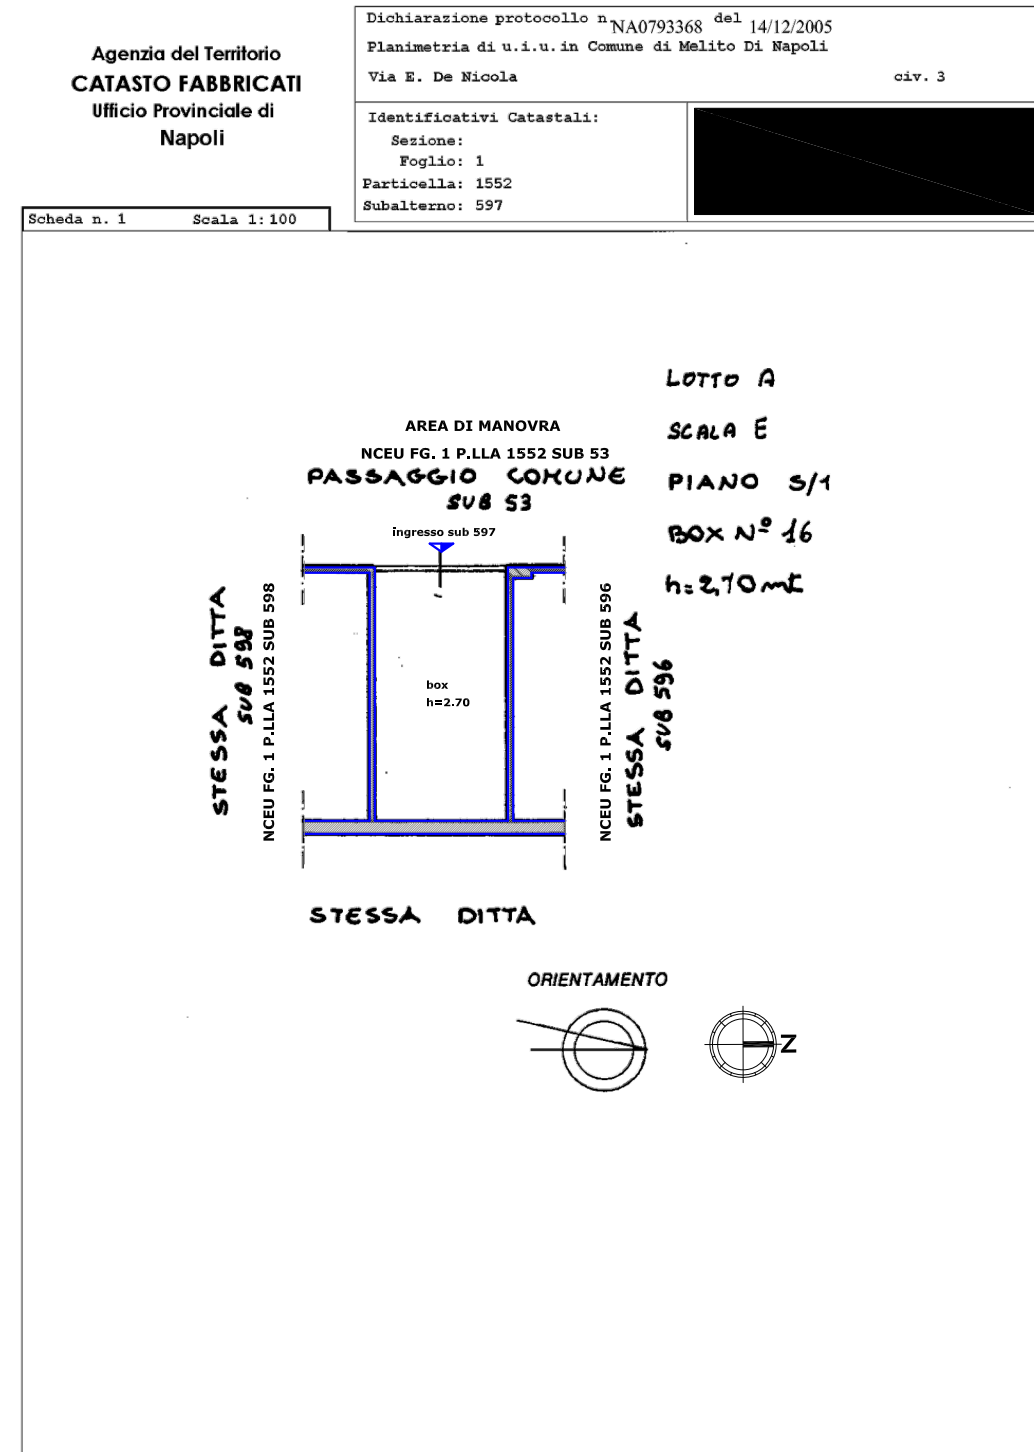 Agenzia del Territorio
CATASTO FABBRICATI
Ufficio Provinciale di
Napoli
Dichiarazione protocollo n NA0793368 del 14/12/2005
Planimetria di u.i.u. in Comune di Melito Di Napoli
Via E. De Nicola civ. 3
Identificativi Catastali:
Sezione:
Foglio: 1
Particella: 1552
Subalterno: 597
Scheda n. 1 Scala 1:100
LOTTO A
SCALA E
PIANO S/1
BOX Nº 16
h=2,70 mt
AREA DI MANOVRA
NCEU FG. 1 P.LLA 1552 SUB 53
PASSAGGIO COMUNE
SUB 53
ingresso sub 597
STESSA DITTA
SUB 598
NCEU FG. 1 P.LLA 1552 SUB 598
box
h=2.70
NCEU FG. 1 P.LLA 1552 SUB 596
STESSA DITTA
SUB 596
STESSA DITTA
ORIENTAMENTO
N